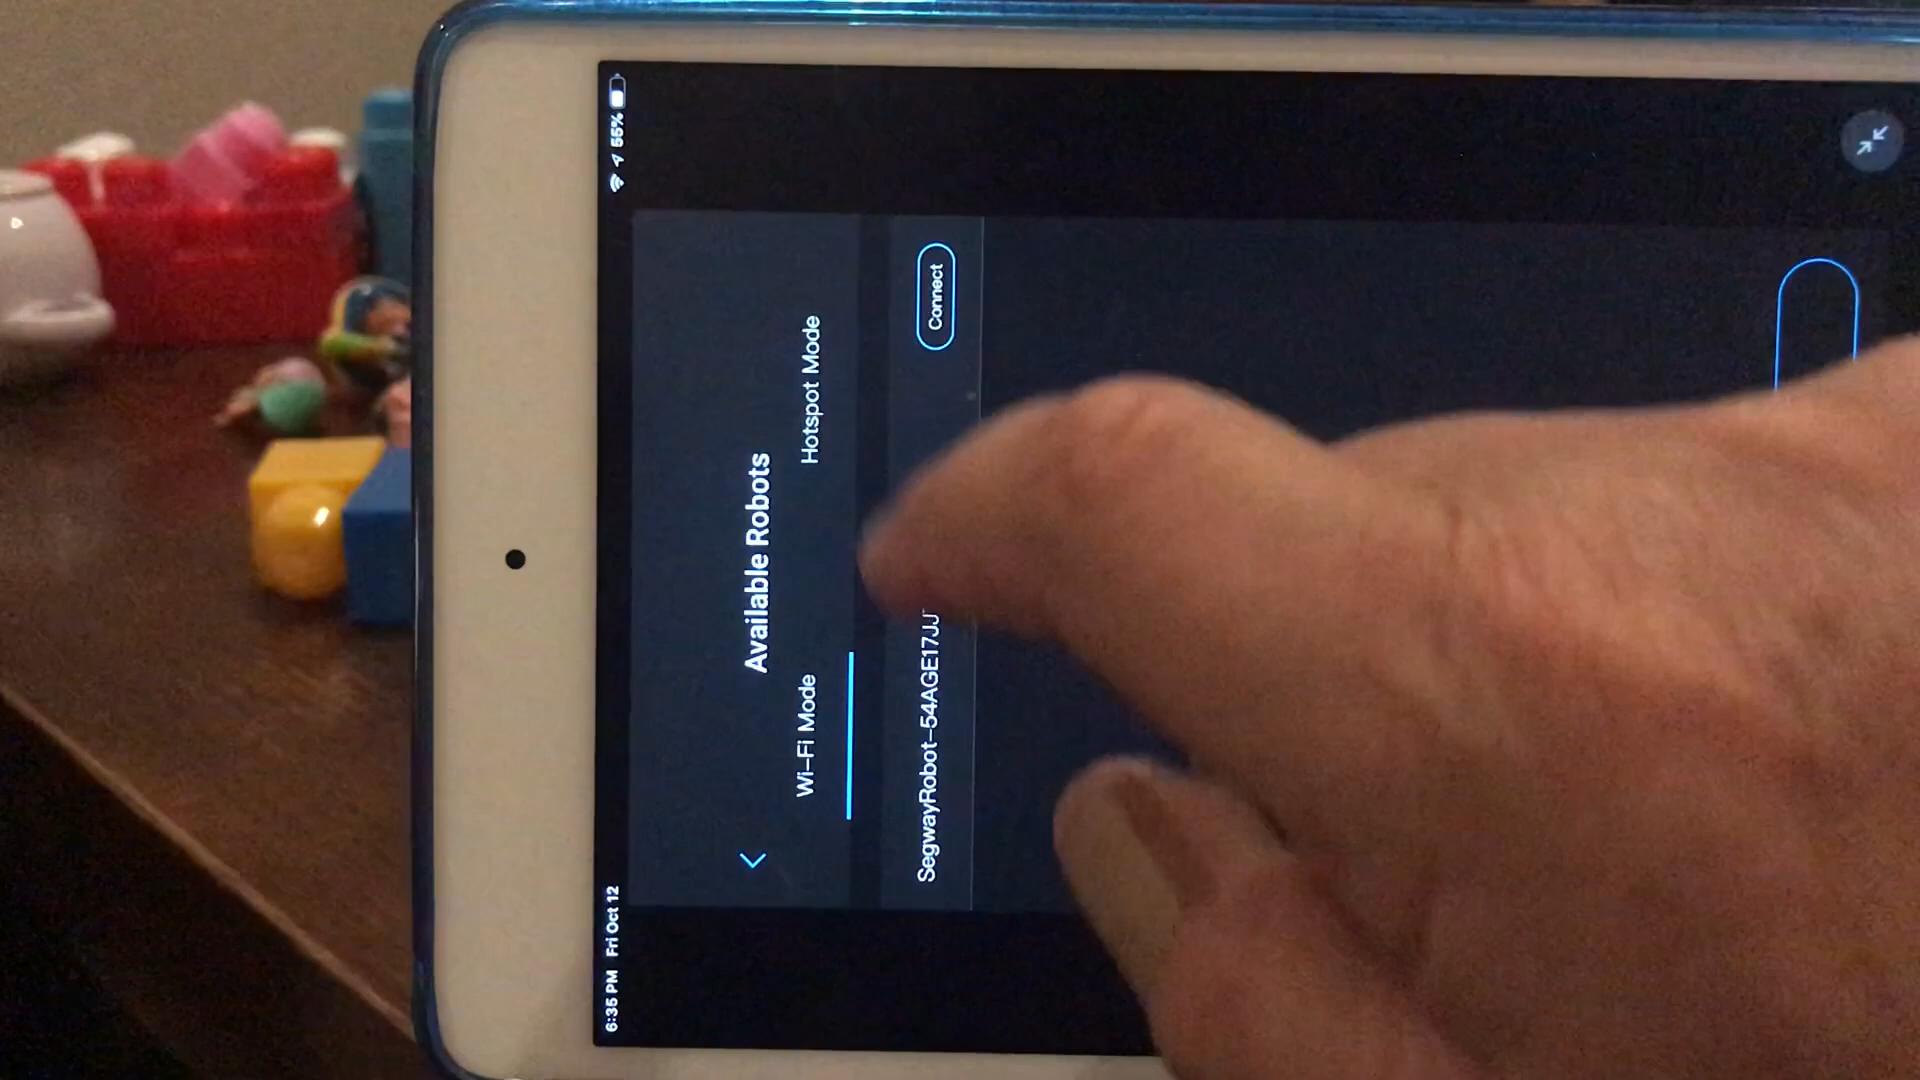 6:35 PM Fri Oct 12
55%
Available Robots
Wi-Fi Mode
Hotspot Mode
SegwayRobot-54AGE17JJ
Connect